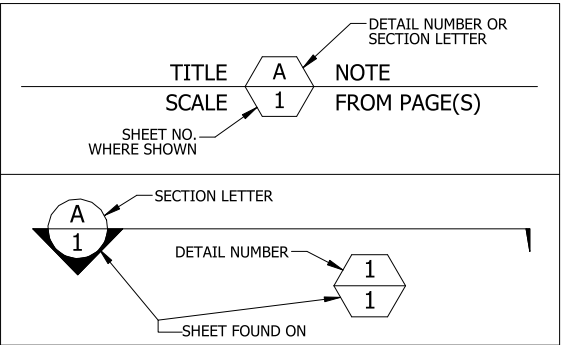 DETAIL NUMBER OR
SECTION LETTER
TITLE A NOTE
SCALE 1 FROM PAGE(S)
SHEET NO.
WHERE SHOWN
SECTION LETTER
A
1
DETAIL NUMBER
1
1
SHEET FOUND ON